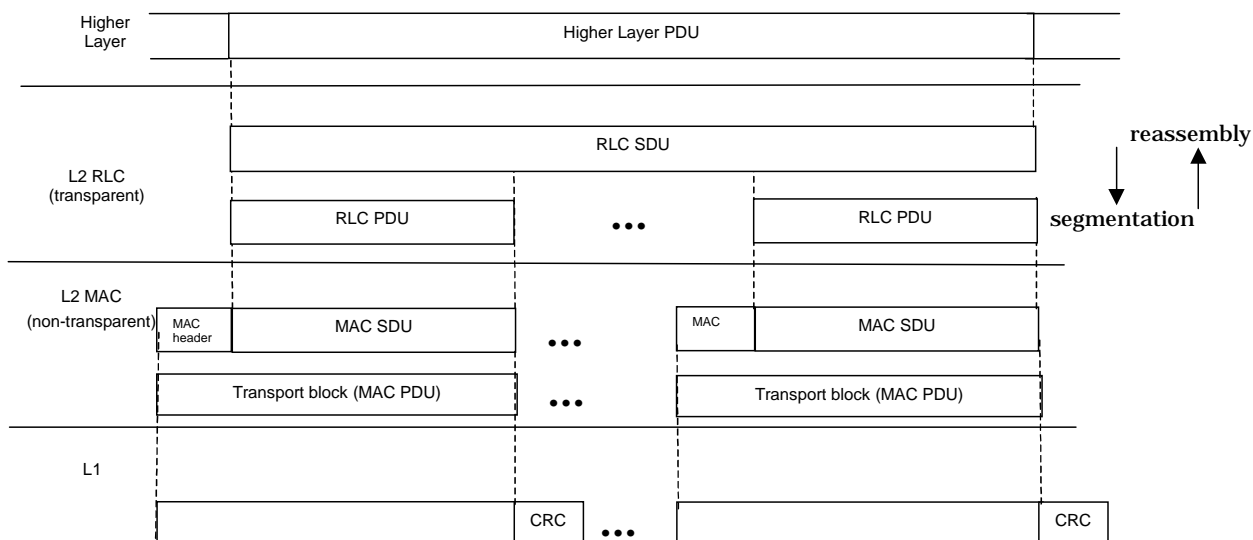 Higher
Layer
Higher Layer PDU
RLC SDU
reassembly
L2 RLC
(transparent)
RLC PDU
•••
RLC PDU
segmentation
L2 MAC
(non-transparent)
MAC
header
MAC SDU
•••
MAC
MAC SDU
Transport block (MAC PDU)
•••
Transport block (MAC PDU)
L1
CRC
•••
CRC